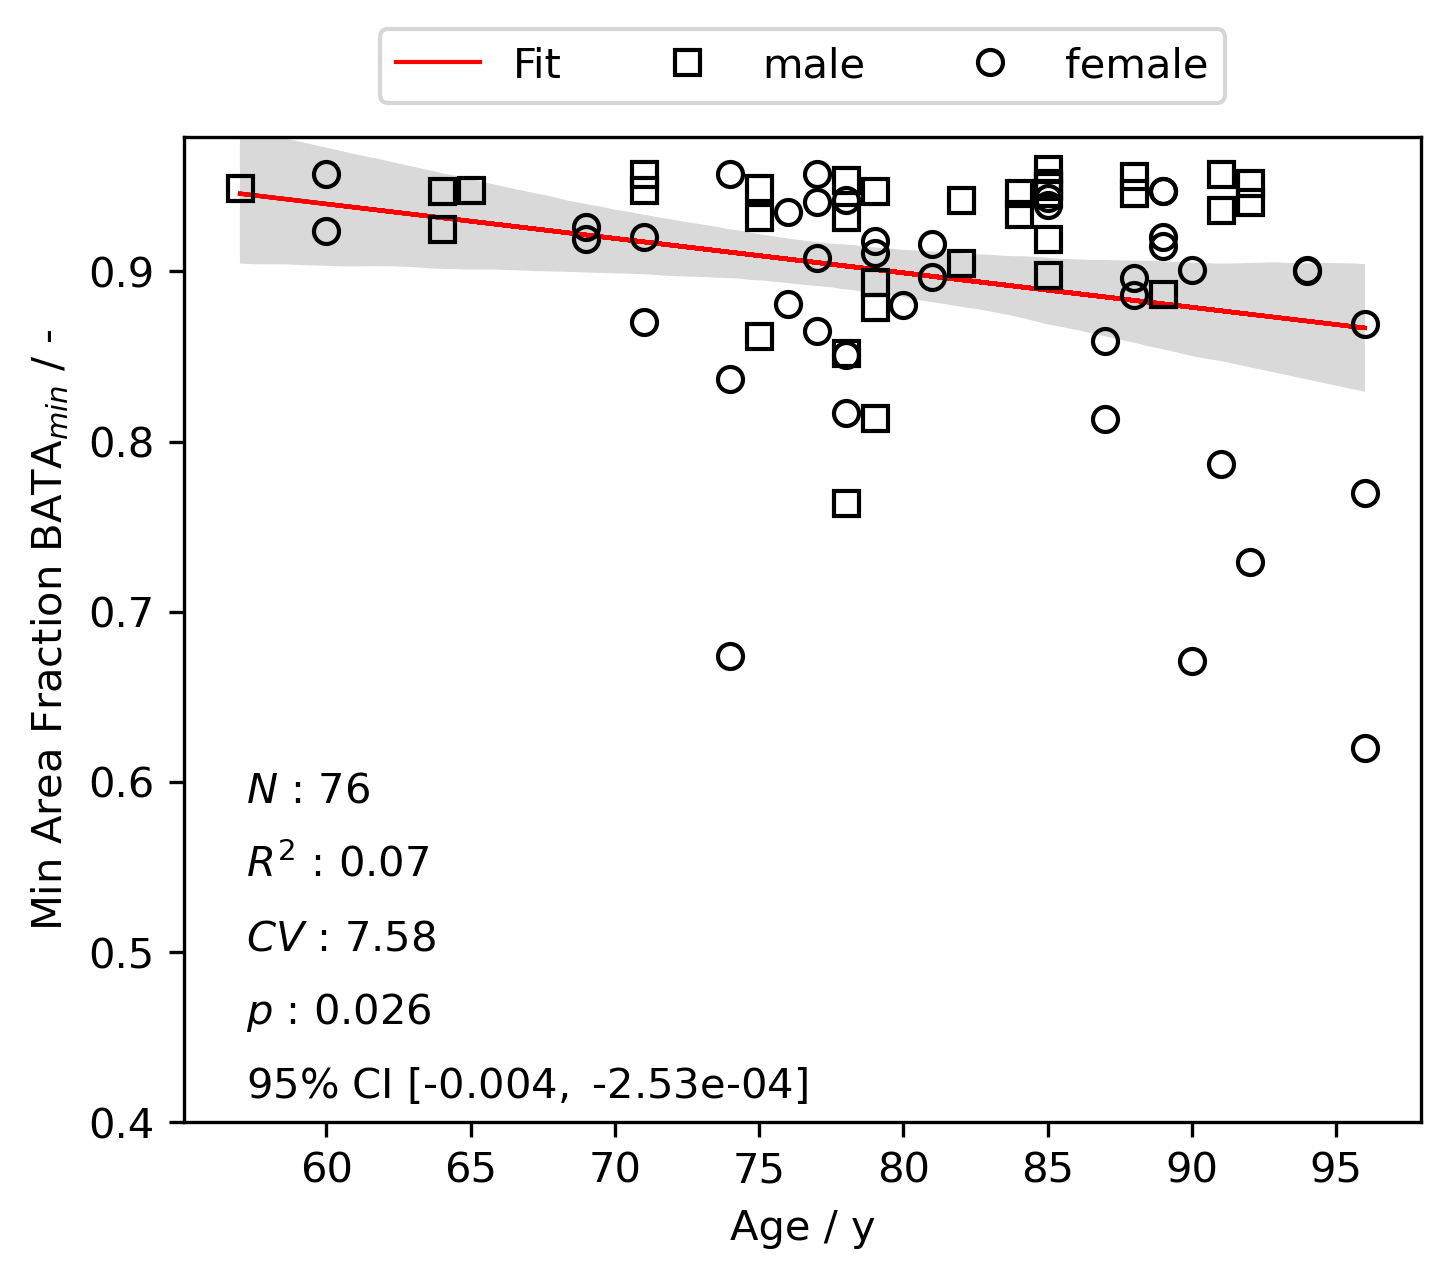 Fit male female
Min Area Fraction BATA_min / -
0.9
0.8
0.7
0.6
0.5
0.4
N : 76
R² : 0.07
CV : 7.58
p : 0.026
95% CI [-0.004, -2.53e-04]
60 65 70 75 80 85 90 95
Age / y